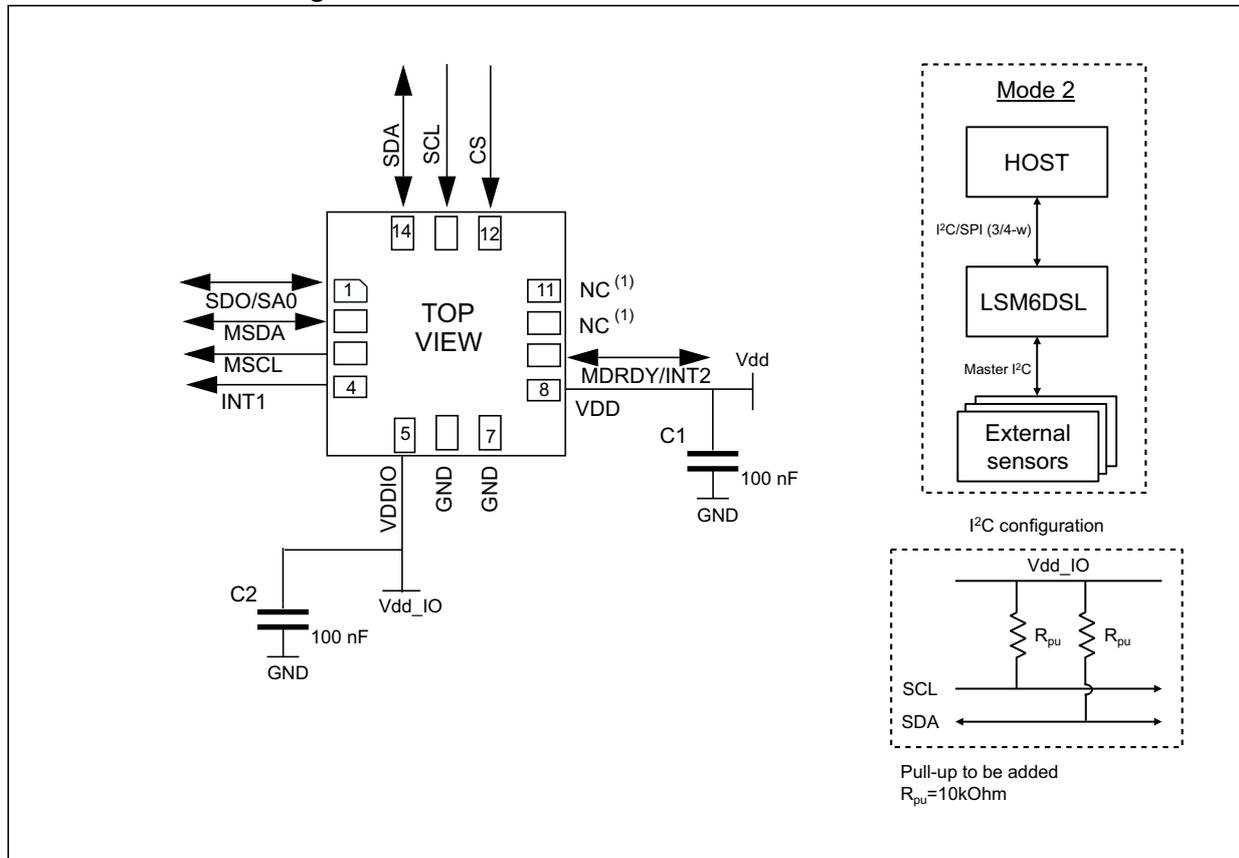 SDA
SCL
CS
14
12
1
11
NC (1)
SDO/SA0
TOP
VIEW
NC (1)
MSDA
MSCL
MDRDY/INT2
Vdd
4
8
INT1
VDD
5
7
C1
100 nF
GND
VDDIO
GND
GND
C2
Vdd_IO
100 nF
GND
Mode 2
HOST
I²C/SPI (3/4-w)
LSM6DSL
Master I²C
External
sensors
I²C configuration
Vdd_IO
Rpu
Rpu
SCL
SDA
Pull-up to be added
Rpu=10kOhm